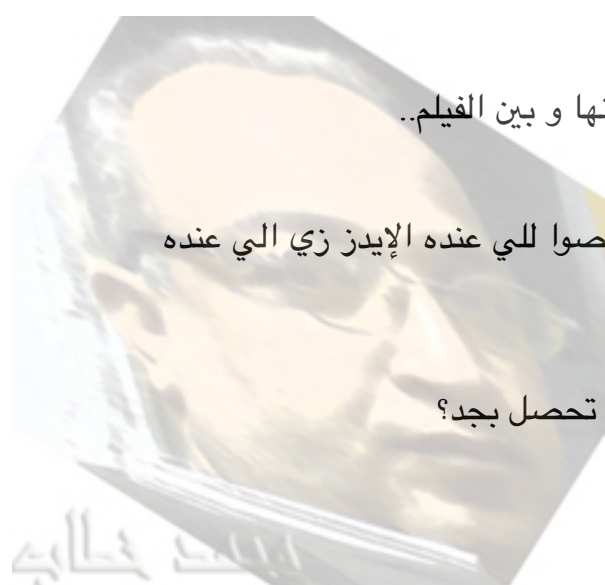 نها و بين الفيلم..
صوا للي عنده الإيدز زي الي عنده
تحصل بجد؟